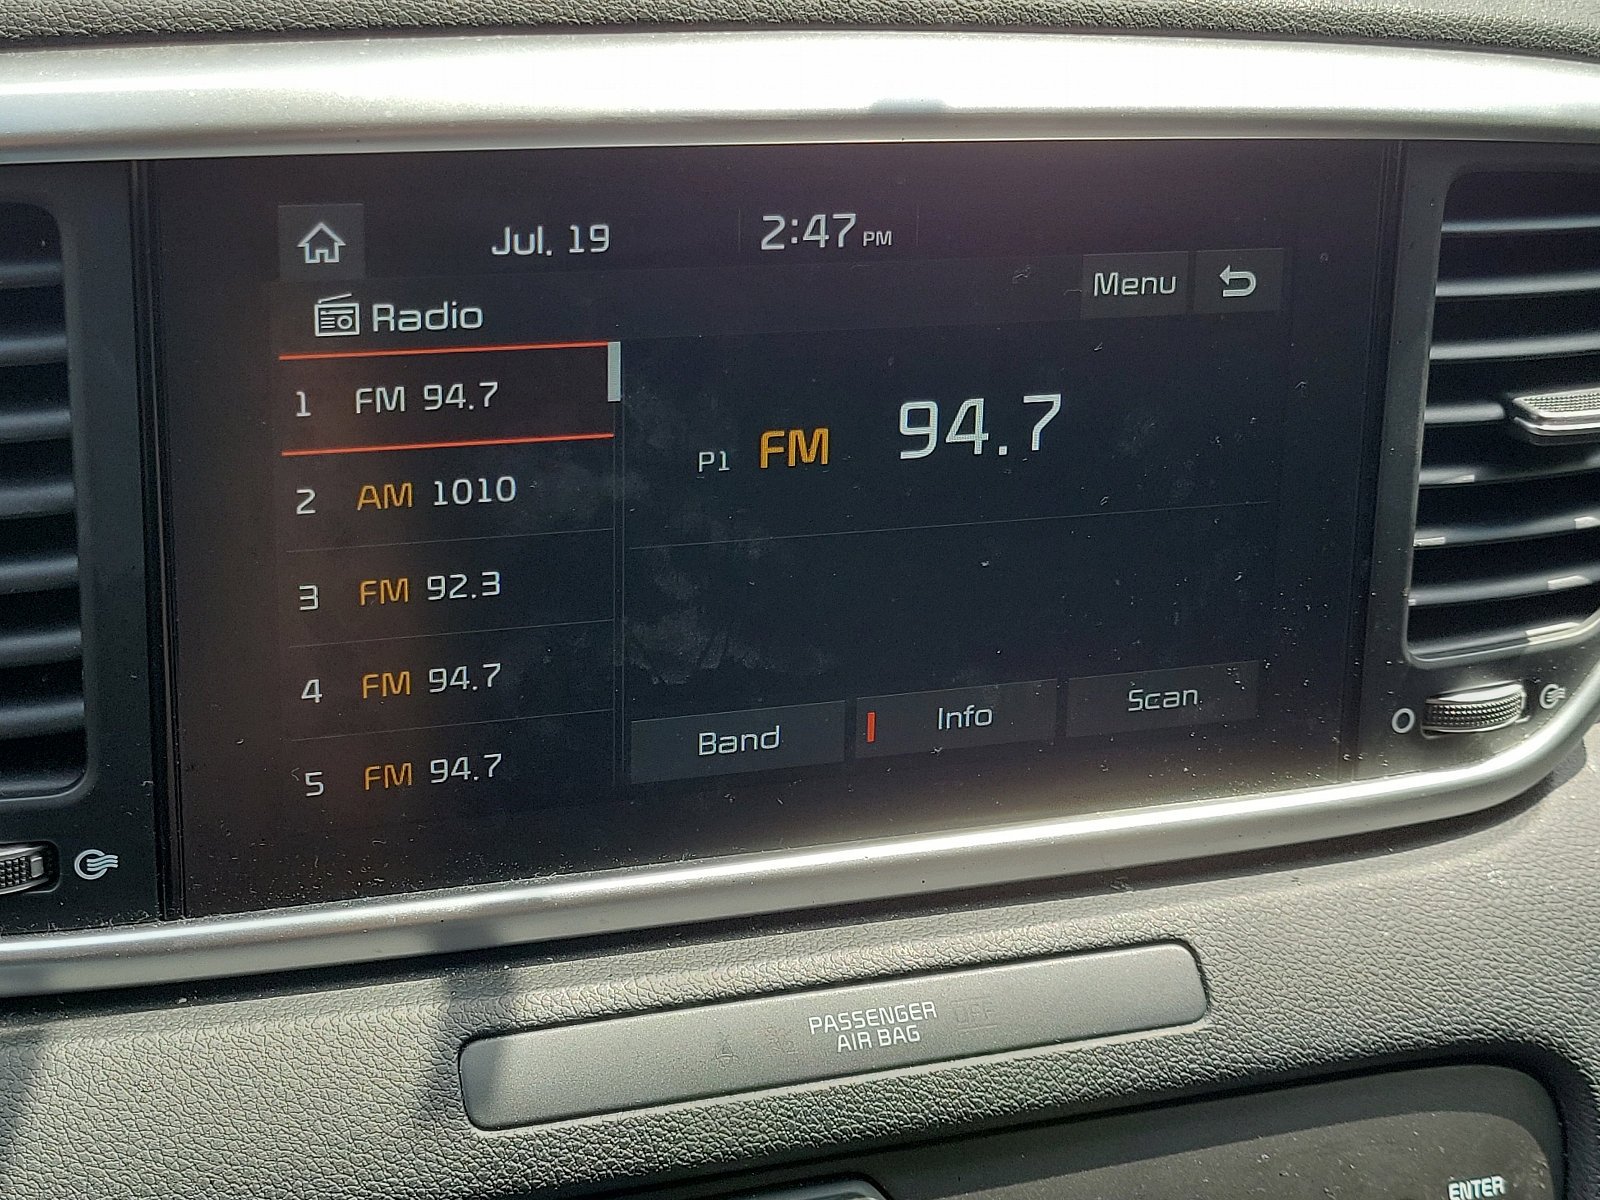 Jul. 19 2:47 PM
Menu
Radio
1 FM 94.7
2 AM 1010
3 FM 92.3
4 FM 94.7
5 FM 94.7
P1 FM 94.7
Band Info Scan
PASSENGER OFF
AIR BAG
ENTER